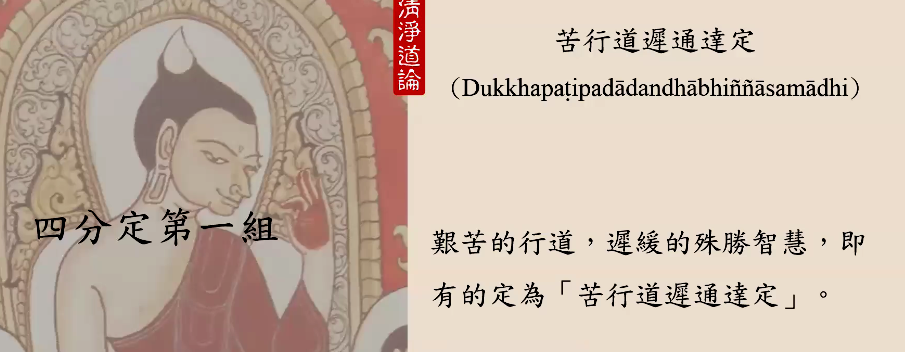 清淨道論
四分定第一組
苦行道遲通達定
（Dukkhapaṭipadādandhābhiññāsamādhi）
艱苦的行道，遲緩的殊勝智慧，即
有的定為「苦行道遲通達定」。